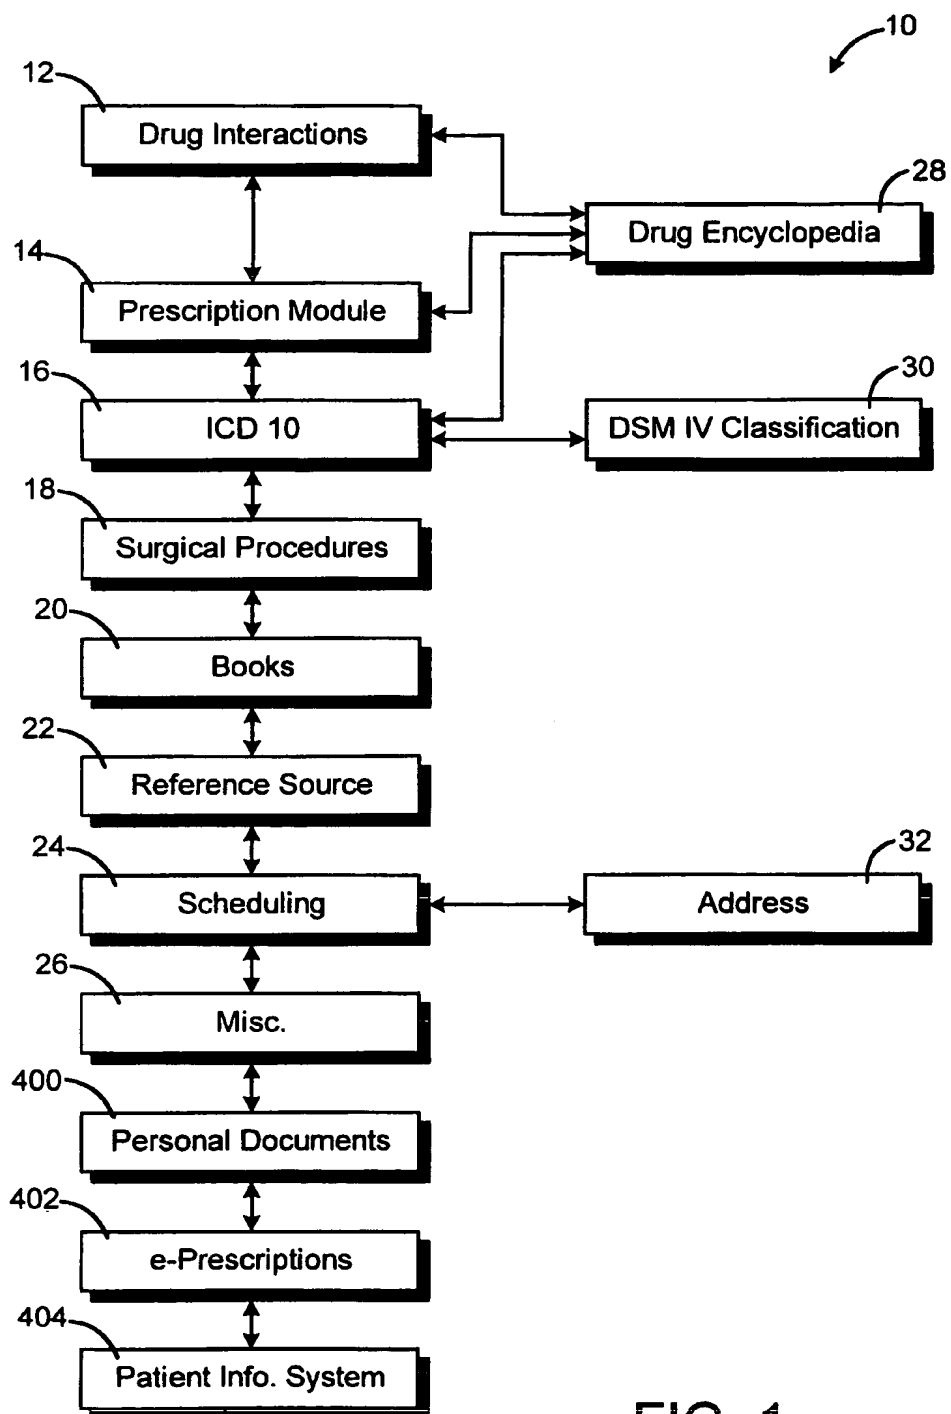 10
12
Drug Interactions
28
Drug Encyclopedia
14
Prescription Module
16
ICD 10
30
DSM IV Classification
18
Surgical Procedures
20
Books
22
Reference Source
24
Scheduling
32
Address
26
Misc.
400
Personal Documents
402
e-Prescriptions
404
Patient Info. System
FIG. 1